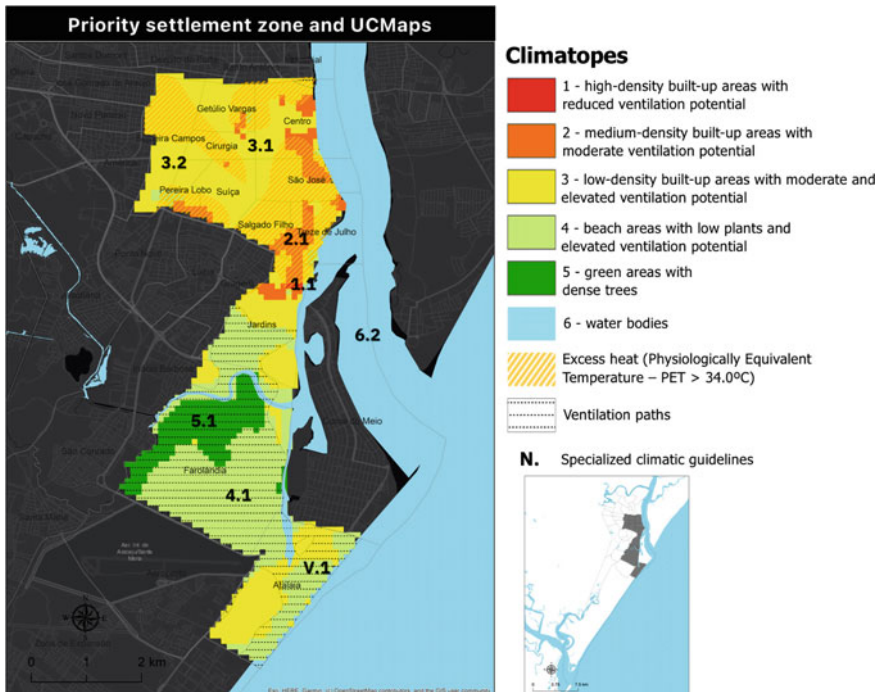 Priority settlement zone and UCMaps
Getúlio Vargas
Centro
Cirurgia
3.1
3.2
São José
Pereira Lobo
Suíça
Salgado Filho
2.1
1.1
Jardins
6.2
5.1
São Conrado
Farolândia
4.1
V.1
Atalaia
0 1 2 km
Climatopes
1 - high-density built-up areas with
reduced ventilation potential
2 - medium-density built-up areas with
moderate ventilation potential
3 - low-density built-up areas with moderate and
elevated ventilation potential
4 - beach areas with low plants and
elevated ventilation potential
5 - green areas with
dense trees
6 - water bodies
Excess heat (Physiologically Equivalent
Temperature – PET > 34.0ºC)
Ventilation paths
N. Specialized climatic guidelines